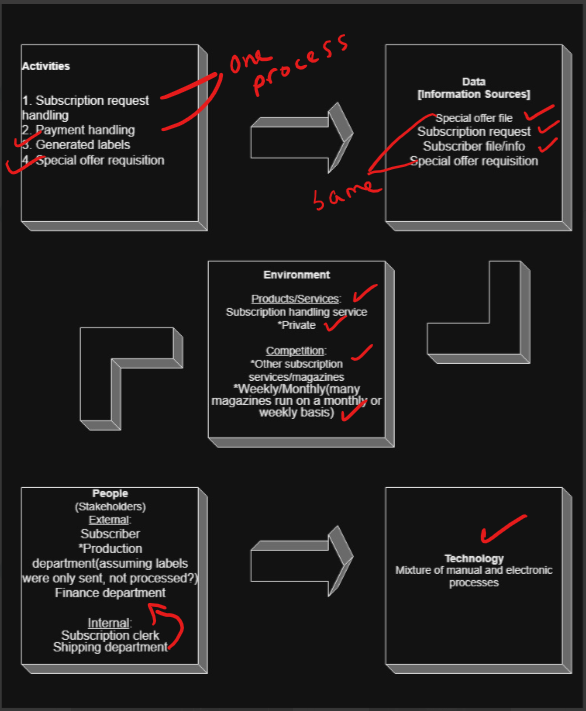 Activities
1. Subscription request
handling
2. Payment handling
3. Generated labels
4. Special offer requisition
one
process
Data
[Information Sources]
Special offer file
Subscription request
Subscriber file/info
Special offer requisition
same
Environment
Products/Services:
Subscription handling service
*Private
Competition:
*Other subscription
services/magazines
*Weekly/Monthly(many
magazines run on a monthly or
weekly basis)
People
(Stakeholders)
External:
Subscriber
*Production
department(assuming labels
were only sent, not processed?)
Finance department
Internal:
Subscription clerk
Shipping department
Technology
Mixture of manual and electronic
processes